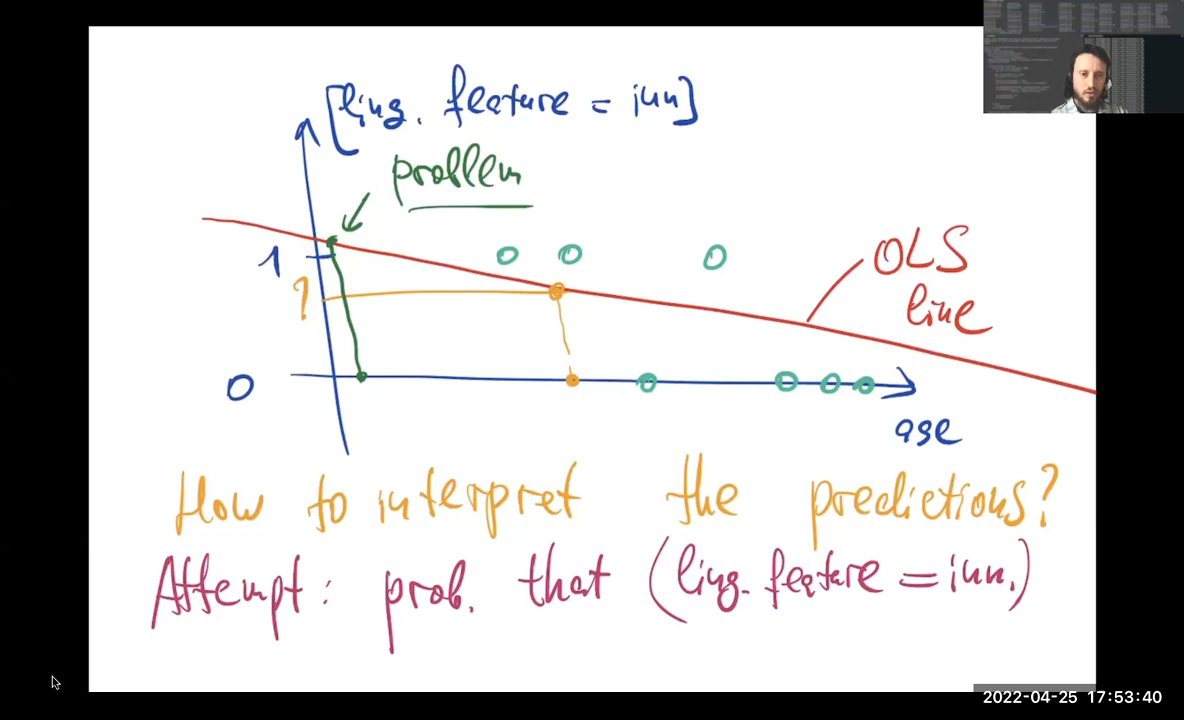 [ling. feature = inn]
problem
1
?
OLS
line
0
age
How to interpret the predictions?
Attempt: prob. that (ling. feature = inn.)
2022-04-25 17:53:40